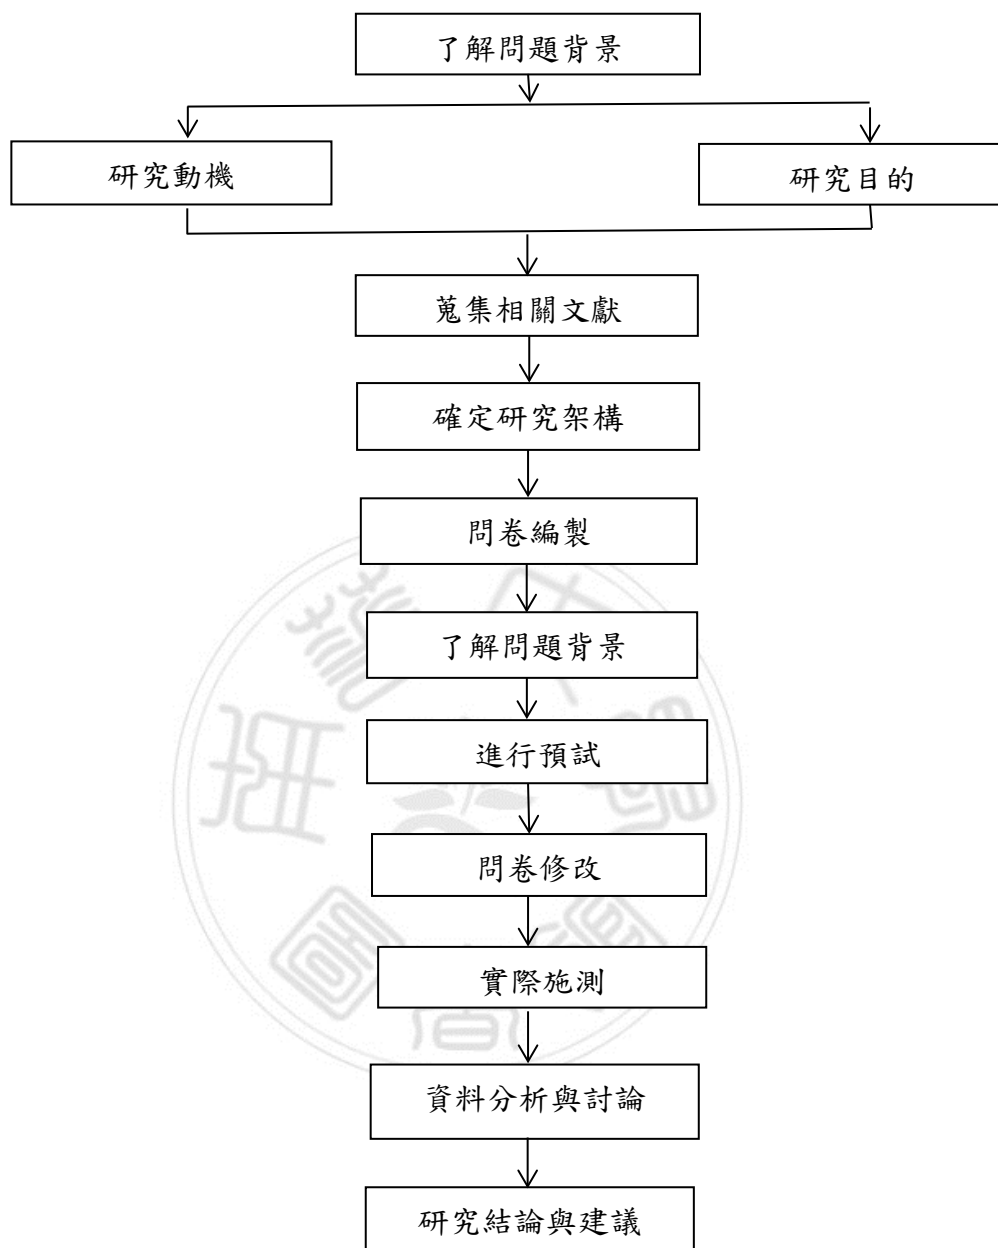 了解問題背景
研究動機
研究目的
蒐集相關文獻
確定研究架構
問卷編製
了解問題背景
進行預試
問卷修改
實際施測
資料分析與討論
研究結論與建議